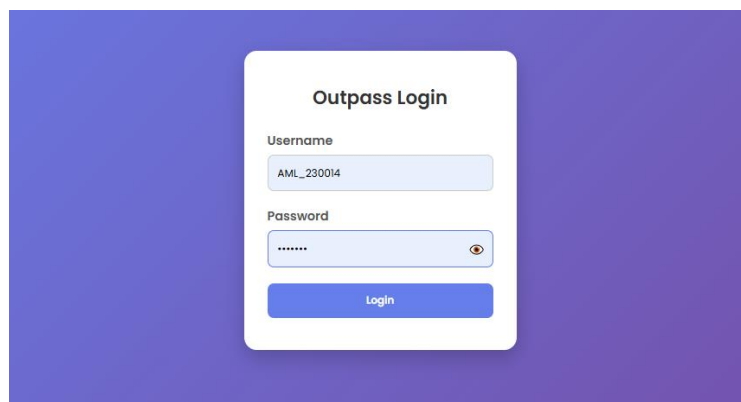 Outpass Login
Username
AML_230014
Password
•••••••
Login